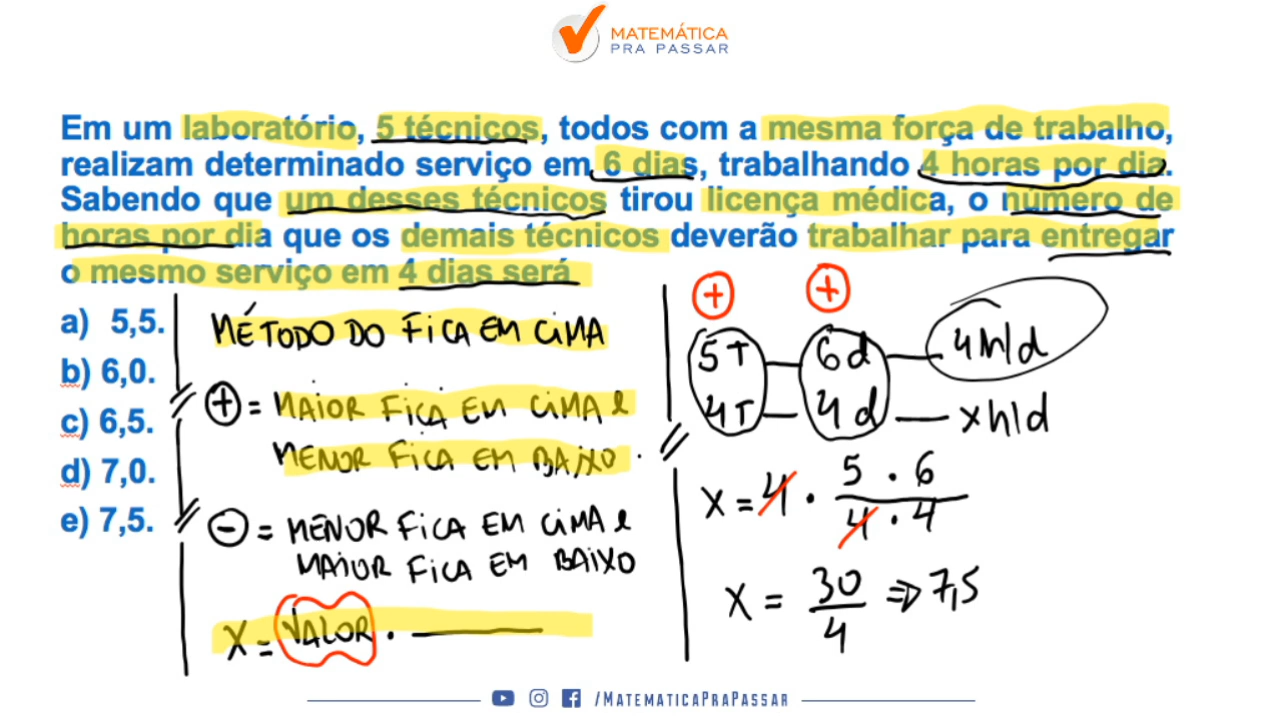 MATEMÁTICA
PRA PASSAR
Em um laboratório, 5 técnicos, todos com a mesma força de trabalho,
realizam determinado serviço em 6 dias, trabalhando 4 horas por dia.
Sabendo que um desses técnicos tirou licença médica, o numero de
horas por dia que os demais técnicos deverão trabalhar para entregar
o mesmo serviço em 4 dias será
a) 5,5.
b) 6,0.
c) 6,5.
d) 7,0.
e) 7,5.
MÉTODO DO FICA EM CIMA
+ = MAIOR FICA EM CIMA e
MENOR FICA EM BAIXO.
- = MENOR FICA EM CIMA e
MAIOR FICA EM BAIXO
X = VALOR . ____
+ +
5T — 6d — 4h/d
4T — 4d — xh/d
X = 4 . 5 . 6
4 . 4
X = 30 => 7,5
4
/MATEMATICAPRAPASSAR